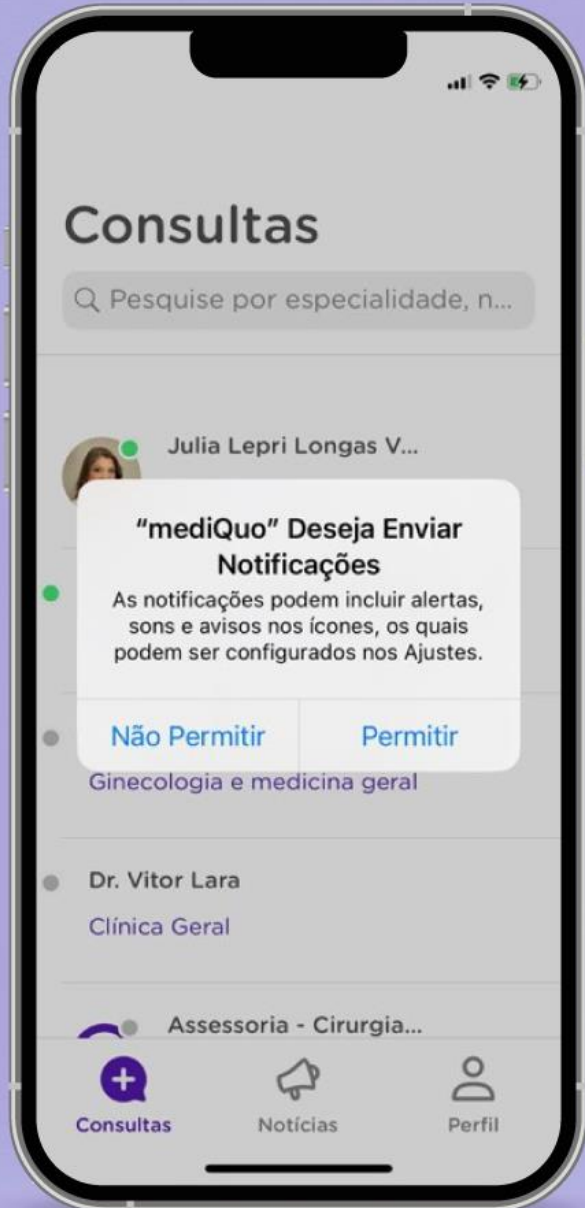 Consultas
Pesquise por especialidade, n...
Julia Lepri Longas V...
“mediQuo” Deseja Enviar
Notificações
As notificações podem incluir alertas,
sons e avisos nos ícones, os quais
podem ser configurados nos Ajustes.
Não Permitir
Permitir
Ginecologia e medicina geral
Dr. Vitor Lara
Clínica Geral
Assessoria - Cirurgia...
Consultas
Notícias
Perfil